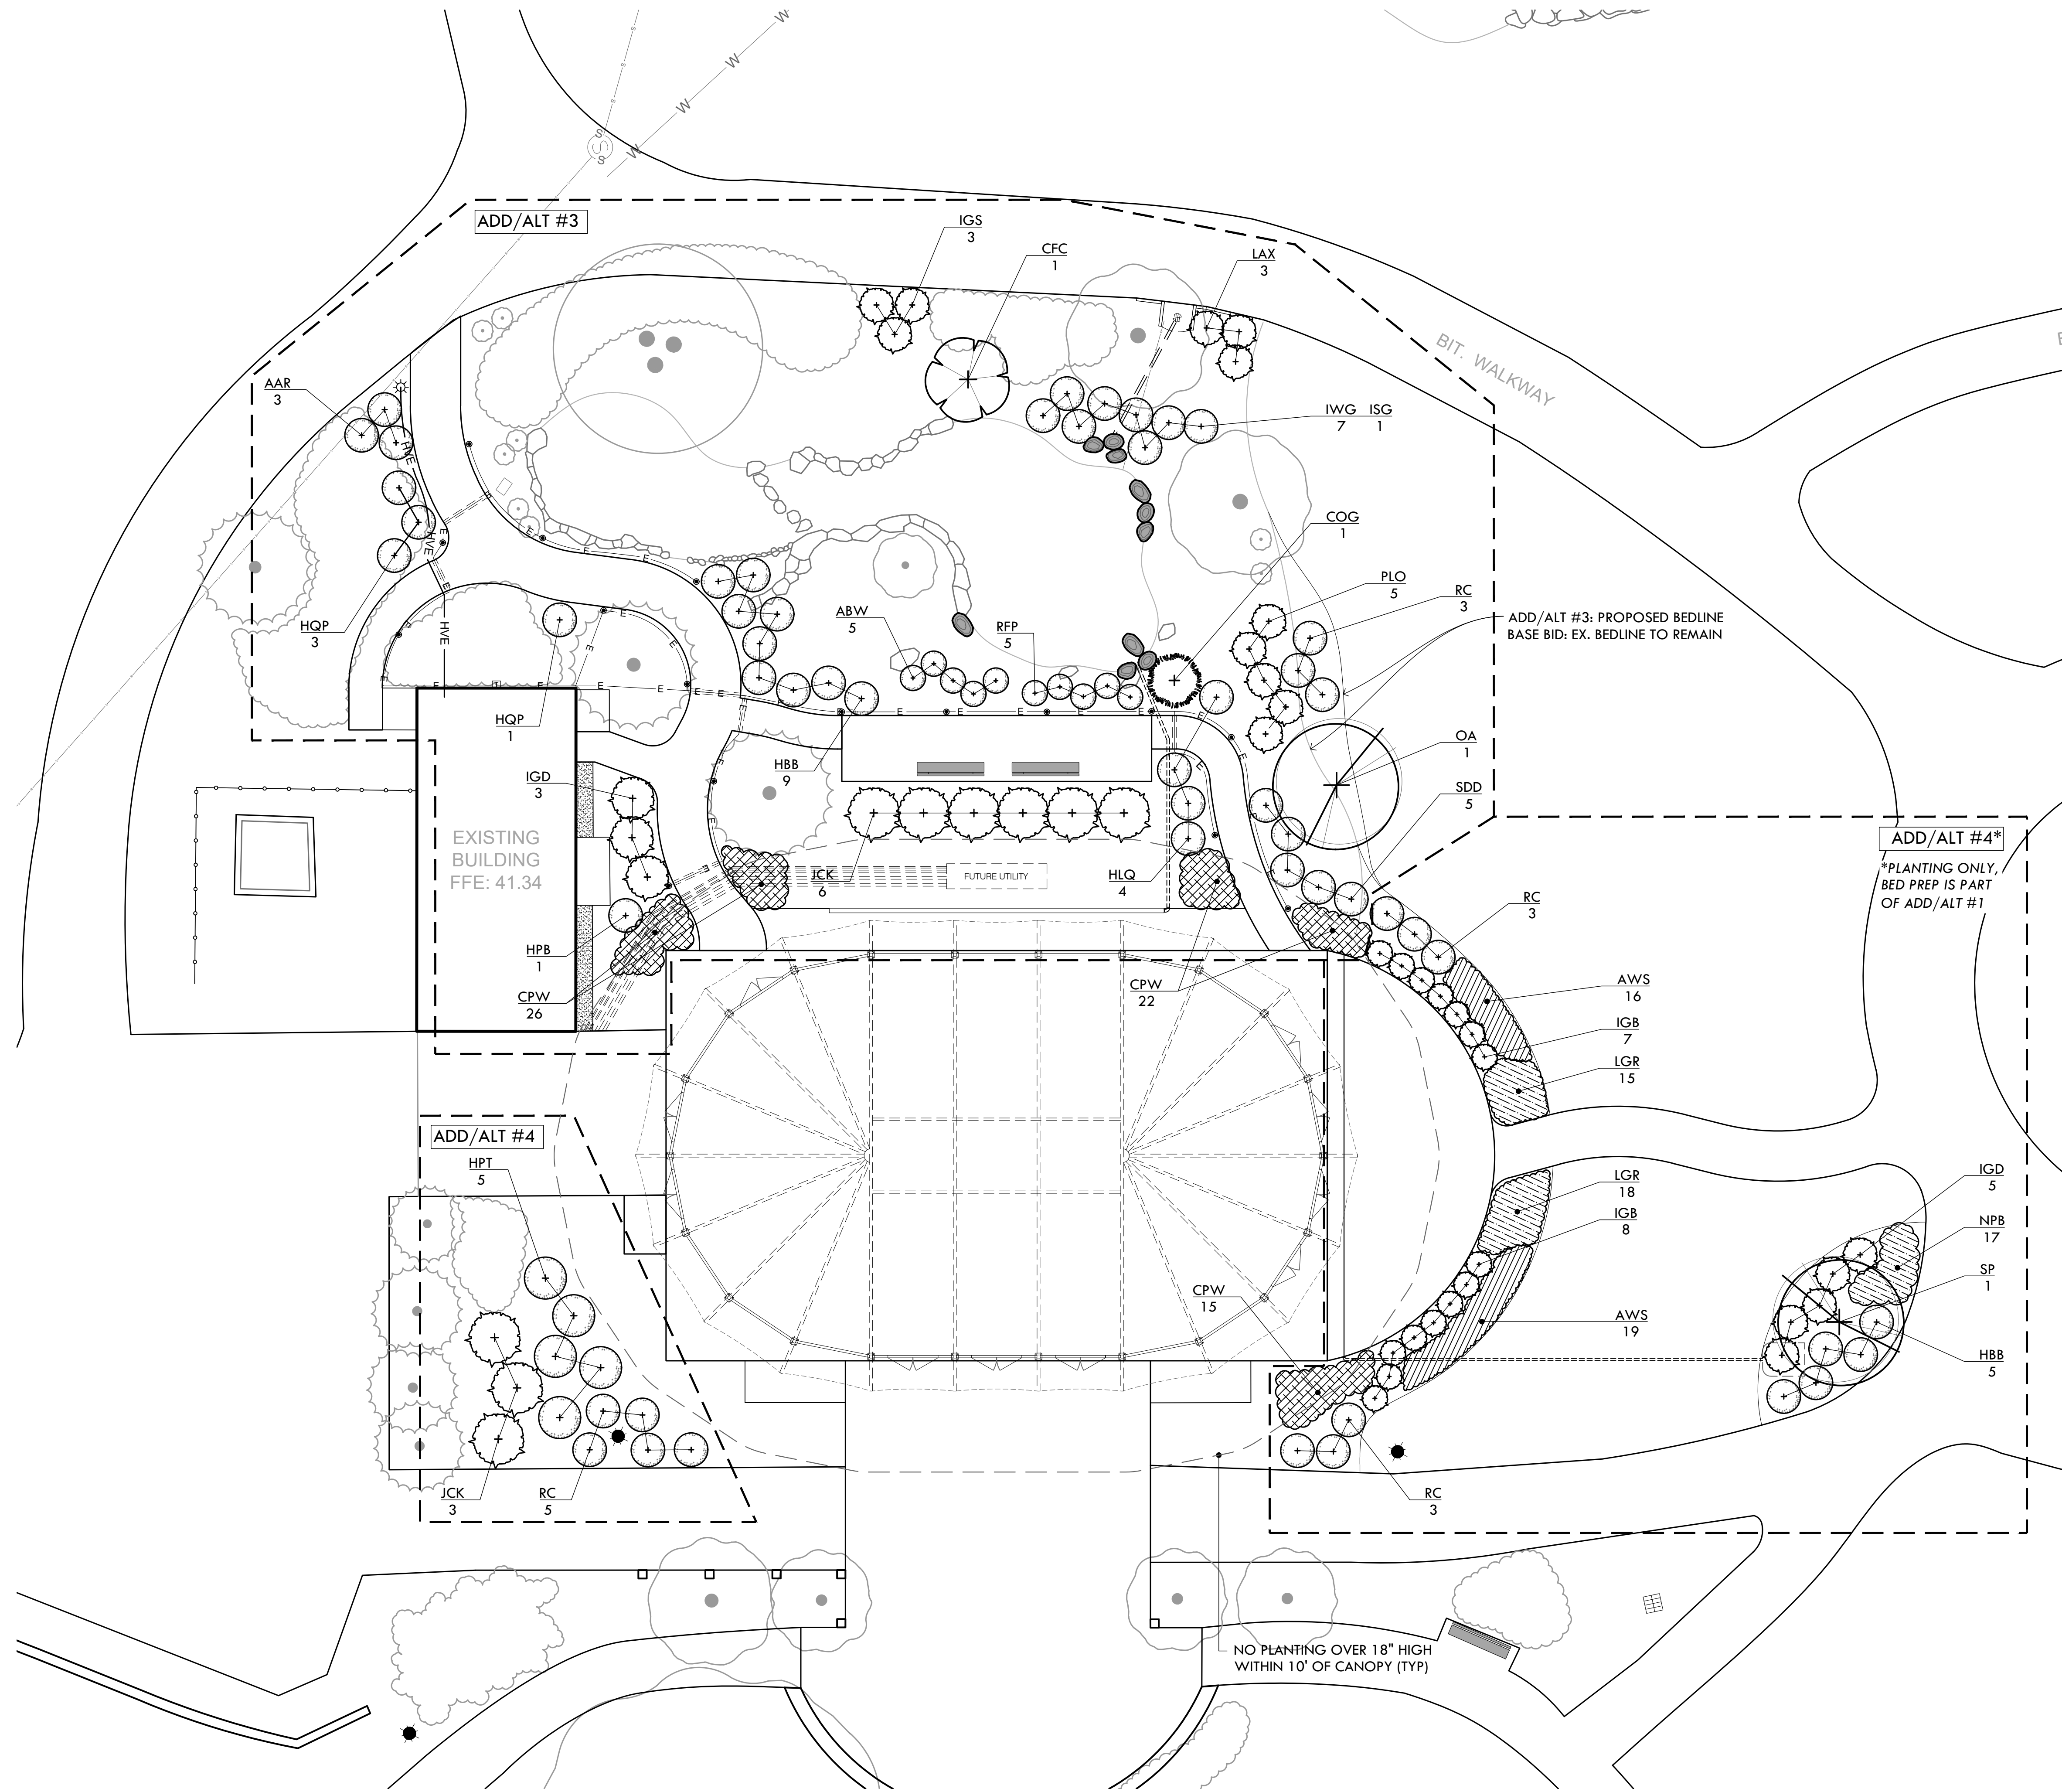 W
W
W
W
S
S
S
S
S
S
ADD/ALT #3
IGS
3
CFC
1
LAX
3
BIT. WALKWAY
AAR
3
IWG ISG
7 1
HVE
HVE
HVE
COG
1
PLO
5
RC
3
ADD/ALT #3: PROPOSED BEDLINE
BASE BID: EX. BEDLINE TO REMAIN
ABW
5
RFP
5
HQP
3
HQP
1
E
E
E
E
T
OA
1
HBB
9
IGD
3
SDD
5
ADD/ALT #4*
*PLANTING ONLY,
BED PREP IS PART
OF ADD/ALT #1
EXISTING
BUILDING
FFE: 41.34
JCK
6
FUTURE UTILITY
HLQ
4
RC
3
HPB
1
CPW
26
CPW
22
AWS
16
IGB
7
LGR
15
ADD/ALT #4
HPT
5
LGR
18
IGB
8
IGD
5
NPB
17
SP
1
CPW
15
AWS
19
HBB
5
JCK
3
RC
5
RC
3
NO PLANTING OVER 18" HIGH
WITHIN 10' OF CANOPY (TYP)